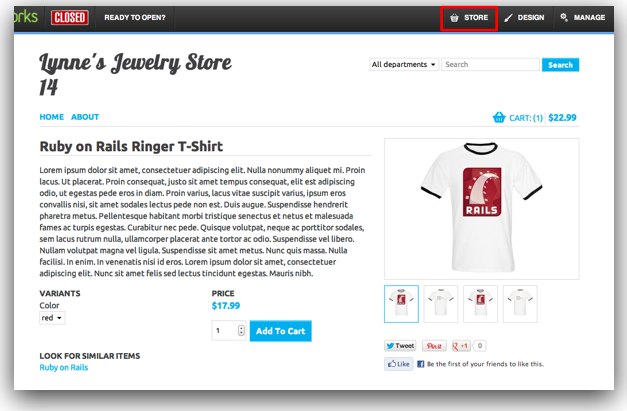 orks CLOSED READY TO OPEN? STORE DESIGN MANAGE
Lynne's Jewelry Store
14
All departments Search Search
HOME ABOUT
CART: (1) $22.99
Ruby on Rails Ringer T-Shirt
Lorem ipsum dolor sit amet, consectetuer adipiscing elit. Nulla nonummy aliquet mi. Proin
lacus. Ut placerat. Proin consequat, justo sit amet tempus consequat, elit est adipiscing
odio, ut egestas pede eros in diam. Proin varius, lacus vitae suscipit varius, ipsum eros
convallis nisi, sit amet sodales lectus pede non est. Duis augue. Suspendisse hendrerit
pharetra metus. Pellentesque habitant morbi tristique senectus et netus et malesuada
fames ac turpis egestas. Curabitur nec pede. Quisque volutpat, neque ac porttitor sodales,
sem lacus rutrum nulla, ullamcorper placerat ante tortor ac odio. Suspendisse vel libero.
Nullam volutpat magna vel ligula. Suspendisse sit amet metus. Nunc quis massa. Nulla
facilisi. In enim. In venenatis nisi id eros. Lorem ipsum dolor sit amet, consectetuer
adipiscing elit. Nunc sit amet felis sed lectus tincidunt egestas. Mauris nibh.
RAILS
VARIANTS
Color
red
PRICE
$17.99
1 Add To Cart
LOOK FOR SIMILAR ITEMS
Ruby on Rails
Tweet Pin it +1 0
Like Be the first of your friends to like this.